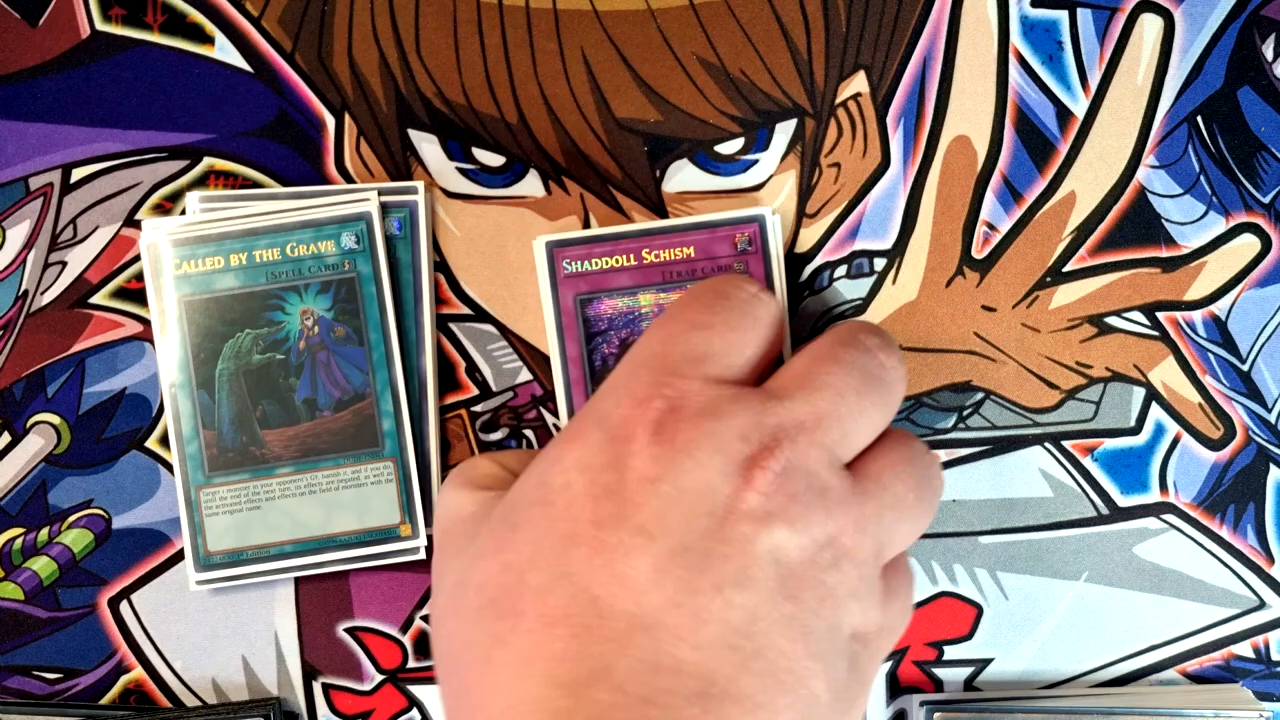 CALLED BY THE GRAVE
[SPELL CARD]
Target 1 monster in your opponent's GY; banish it, and if you do,
until the end of the next turn, its effects are negated, as well as
the activated effects and effects on the field of monsters with the
same original name.
1st Edition
SHADDOLL SCHISM
[TRAP CARD